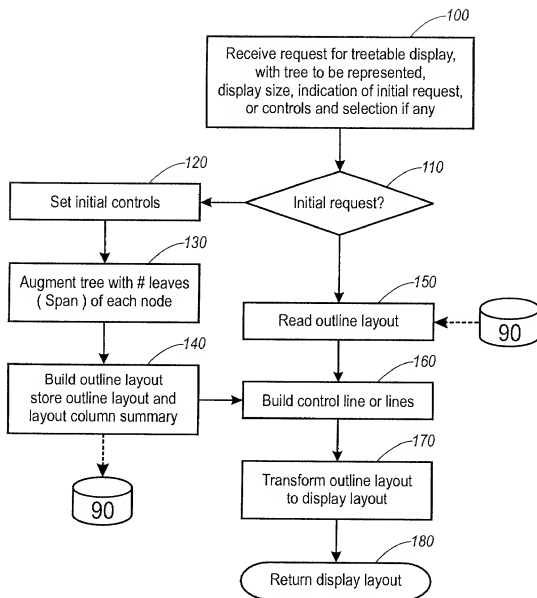 100
Receive request for treetable display,
with tree to be represented,
display size, indication of initial request,
or controls and selection if any
120
Set initial controls
110
Initial request?
130
Augment tree with # leaves
( Span ) of each node
150
Read outline layout
90
140
Build outline layout
store outline layout and
layout column summary
160
Build control line or lines
90
170
Transform outline layout
to display layout
180
Return display layout